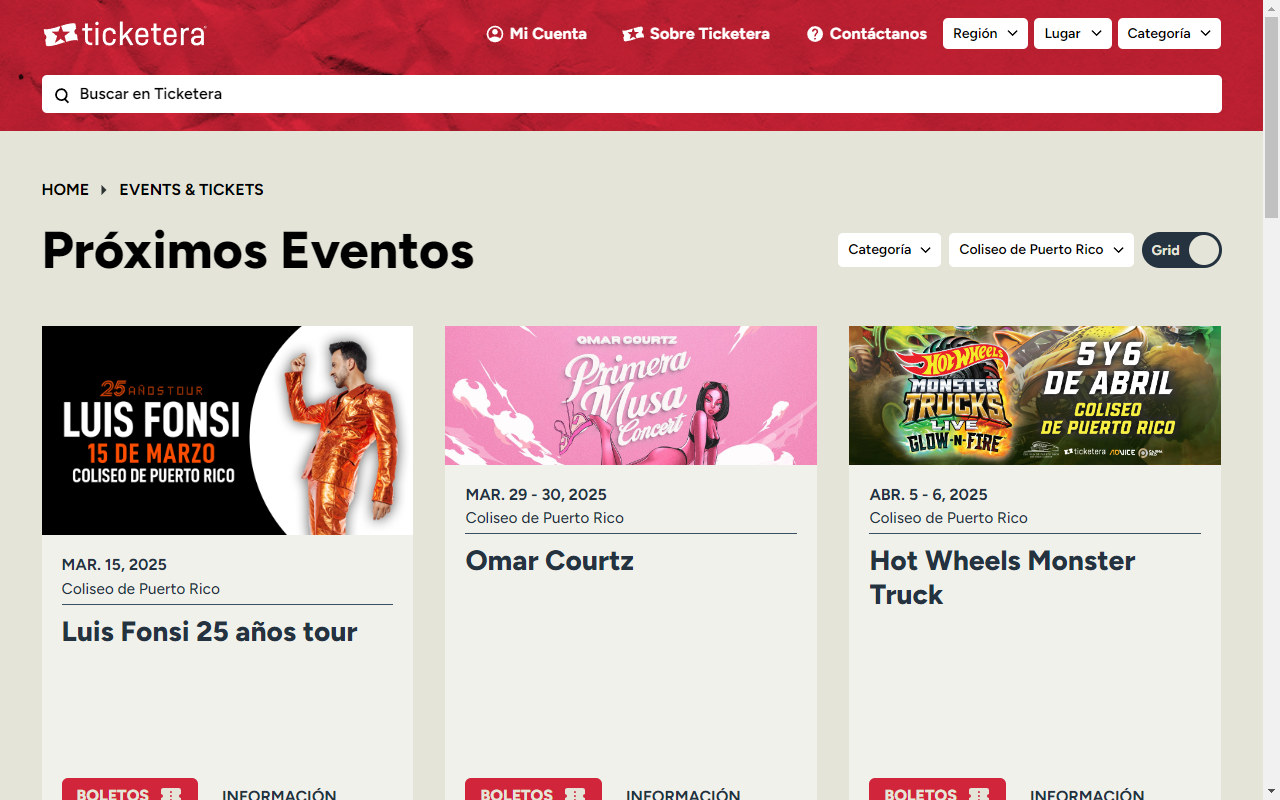 ticketera
Mi Cuenta
Sobre Ticketera
Contáctanos
Región
Lugar
Categoría
Buscar en Ticketera
HOME
EVENTS & TICKETS
Próximos Eventos
Categoría
Coliseo de Puerto Rico
Grid
25 AÑOS TOUR
LUIS FONSI
15 DE MARZO
COLISEO DE PUERTO RICO
MAR. 15, 2025
Coliseo de Puerto Rico
Luis Fonsi 25 años tour
BOLETOS
INFORMACIÓN
OMAR COURTZ
Primera
Musa
Concert
MAR. 29 - 30, 2025
Coliseo de Puerto Rico
Omar Courtz
BOLETOS
INFORMACIÓN
HOT WHEELS
MONSTER
TRUCKS
LIVE
GLOW-N-FIRE
5 Y 6
DE ABRIL
COLISEO
DE PUERTO RICO
ticketera
ABR. 5 - 6, 2025
Coliseo de Puerto Rico
Hot Wheels Monster
Truck
BOLETOS
INFORMACIÓN